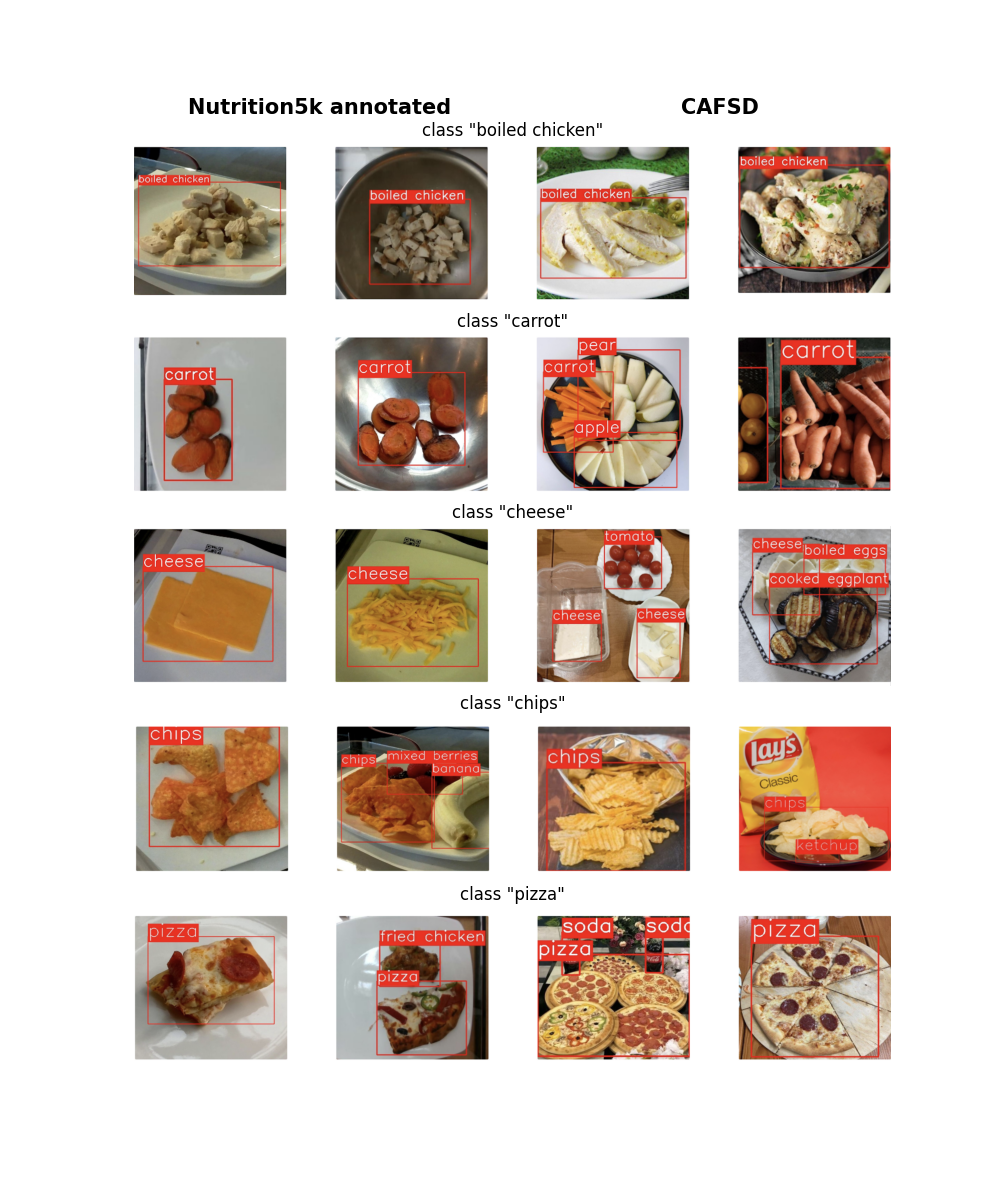 Nutrition5k annotated CAFSD
class "boiled chicken"
boiled chicken boiled chicken boiled chicken boiled chicken
class "carrot"
carrot carrot pear carrot apple carrot
class "cheese"
cheese cheese tomato cheese cheese cheese boiled eggs cooked eggplant
class "chips"
chips chips mixed berries banana chips Lay's Classic chips ketchup
class "pizza"
pizza fried chicken pizza soda soda pizza pizza